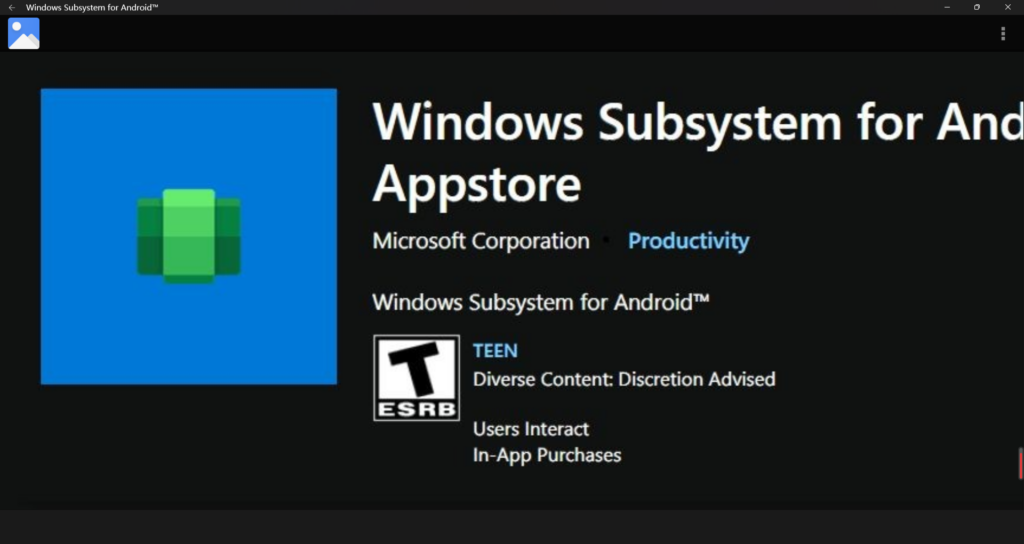 Windows Subsystem for Android™
Windows Subsystem for And
Appstore
Microsoft Corporation • Productivity
Windows Subsystem for Android™
T
ESRB
TEEN
Diverse Content: Discretion Advised
Users Interact
In-App Purchases